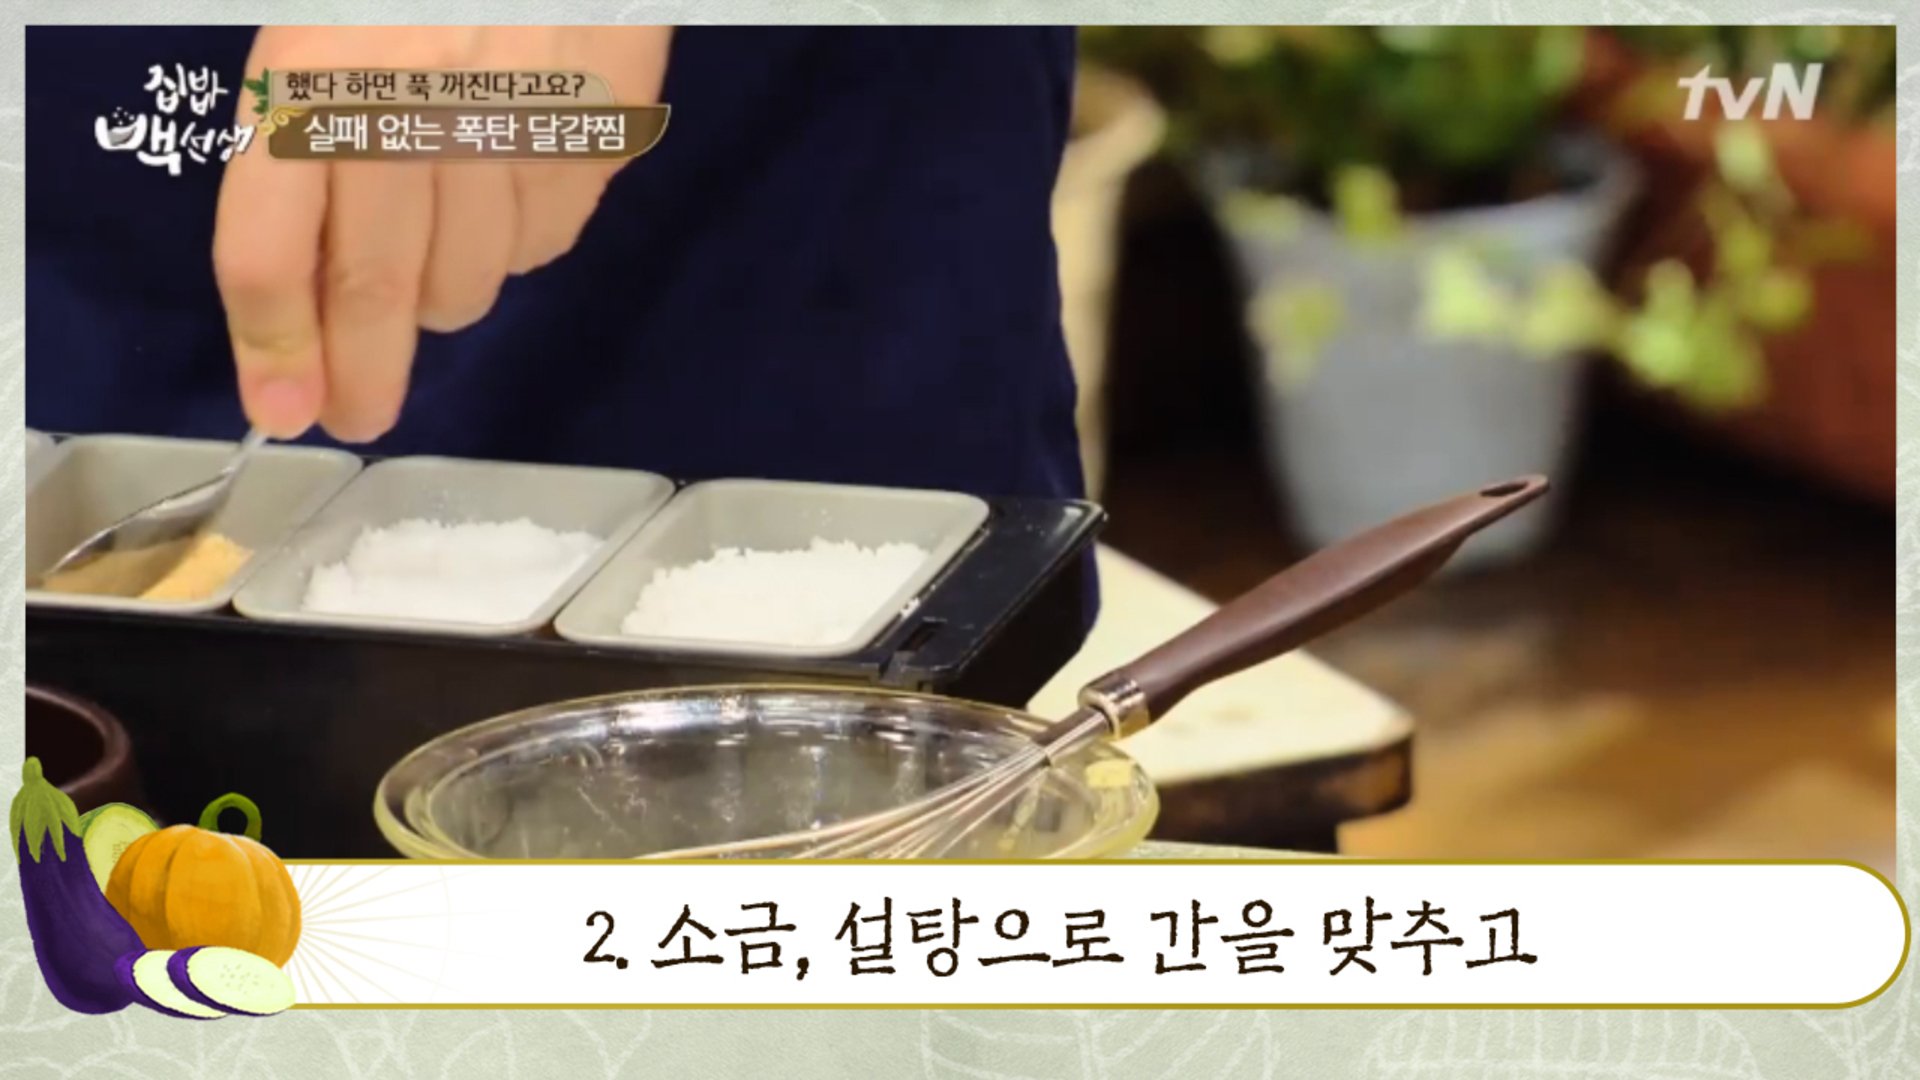 집밥
백선생
했다 하면 푹 꺼진다고요?
실패 없는 폭탄 달걀찜
tvN
2. 소금, 설탕으로 간을 맞추고